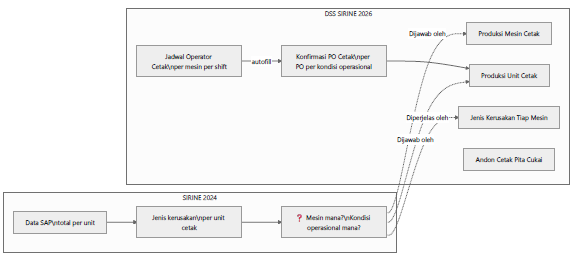 DSS SIRINE 2026
Jadwal Operator
Cetak\nper mesin per shift
autofill
Konfirmasi PO Cetak\nper
PO per kondisi operasional
Dijawab oleh
Produksi Mesin Cetak
Produksi Unit Cetak
Diperjelas oleh
Jenis Kerusakan Tiap Mesin
Dijawab oleh
Andon Cetak Pita Cukai
SIRINE 2024
Data SAP\ntotal per unit
Jenis kerusakan\nper unit
cetak
❓ Mesin mana?\nKondisi
operasional mana?